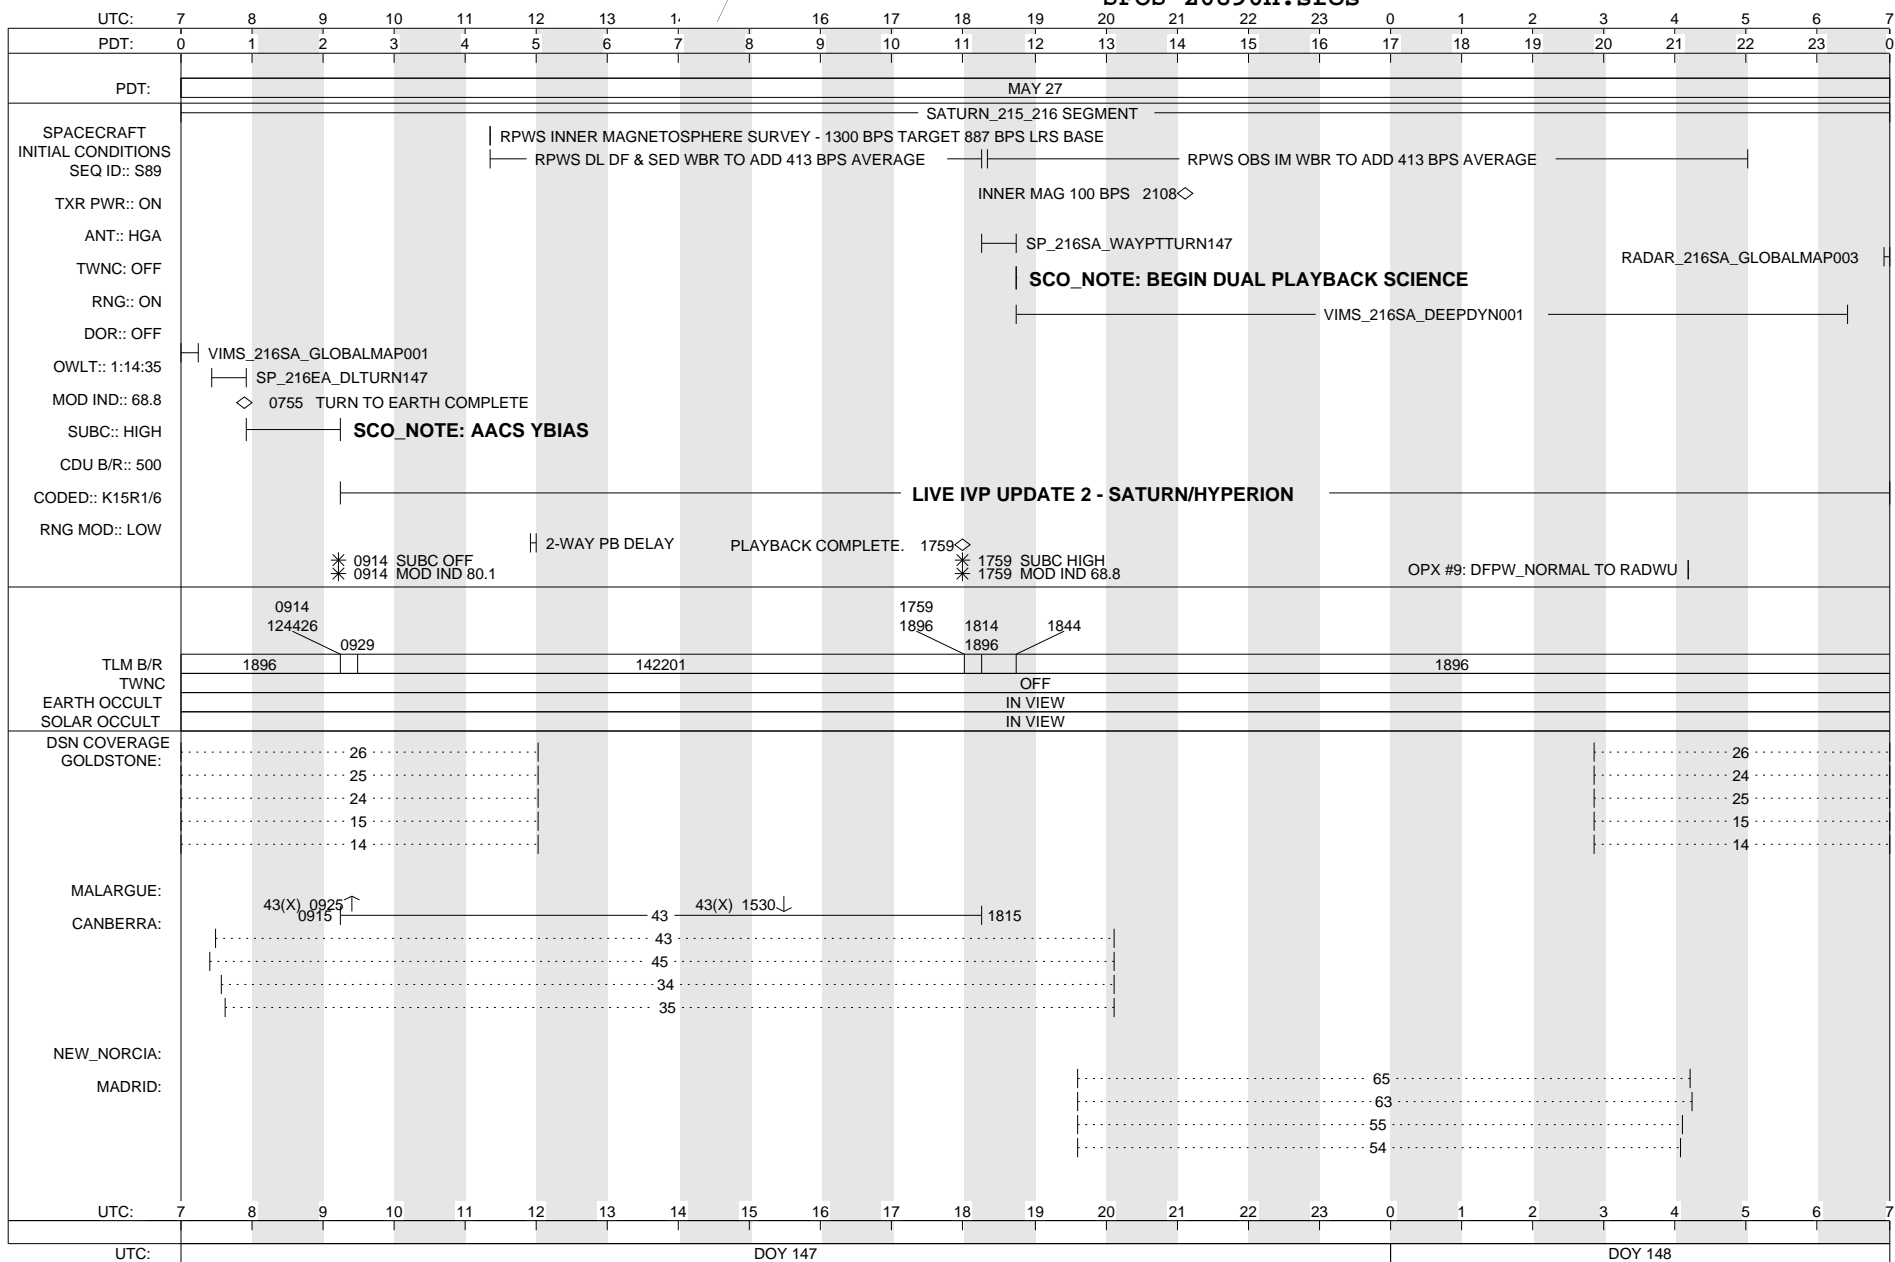 UTC: 7 8 9 10 11 12 13 16 17 18 19 20 21 22 23 0 1 2 3 4 5 6 7
PDT: 0 1 2 3 4 5 6 7 8 9 10 11 12 13 14 15 16 17 18 19 20 21 22 23 0
PDT: MAY 27
SATURN_215_216 SEGMENT
SPACECRAFT
INITIAL CONDITIONS
SEQ ID:: S89
TXR PWR:: ON
ANT:: HGA
TWNC: OFF
RNG:: ON
DOR:: OFF
OWLT:: 1:14:35
MOD IND:: 68.8
SUBC:: HIGH
CDU B/R:: 500
CODED:: K15R1/6
RNG MOD:: LOW
RPWS INNER MAGNETOSPHERE SURVEY - 1300 BPS TARGET 887 BPS LRS BASE
RPWS DL DF & SED WBR TO ADD 413 BPS AVERAGE
RPWS OBS IM WBR TO ADD 413 BPS AVERAGE
INNER MAG 100 BPS 2108
SP_216SA_WAYPTTURN147
RADAR_216SA_GLOBALMAP003
SCO_NOTE: BEGIN DUAL PLAYBACK SCIENCE
VIMS_216SA_DEEPDYN001
VIMS_216SA_GLOBALMAP001
SP_216EA_DLTURN147
0755 TURN TO EARTH COMPLETE
SCO_NOTE: AACS YBIAS
LIVE IVP UPDATE 2 - SATURN/HYPERION
2-WAY PB DELAY
PLAYBACK COMPLETE. 1759
0914 SUBC OFF
1759 SUBC HIGH
0914 MOD IND 80.1
1759 MOD IND 68.8
OPX #9: DFPW_NORMAL TO RADWU
0914 1759
124426 1896 1814 1844
0929 1896
TLM B/R 1896 142201 1896
TWNC OFF
EARTH OCCULT IN VIEW
SOLAR OCCULT IN VIEW
DSN COVERAGE
GOLDSTONE: 26 26
25 24
24 25
15 15
14 14
MALARGUE:
43(X) 0925 43(X) 1530
0915 43 1815
CANBERRA:
43
45
34
35
NEW_NORCIA:
65
MADRID:
63
55
54
UTC: 7 8 9 10 11 12 13 14 15 16 17 18 19 20 21 22 23 0 1 2 3 4 5 6 7
UTC: DOY 147 DOY 148